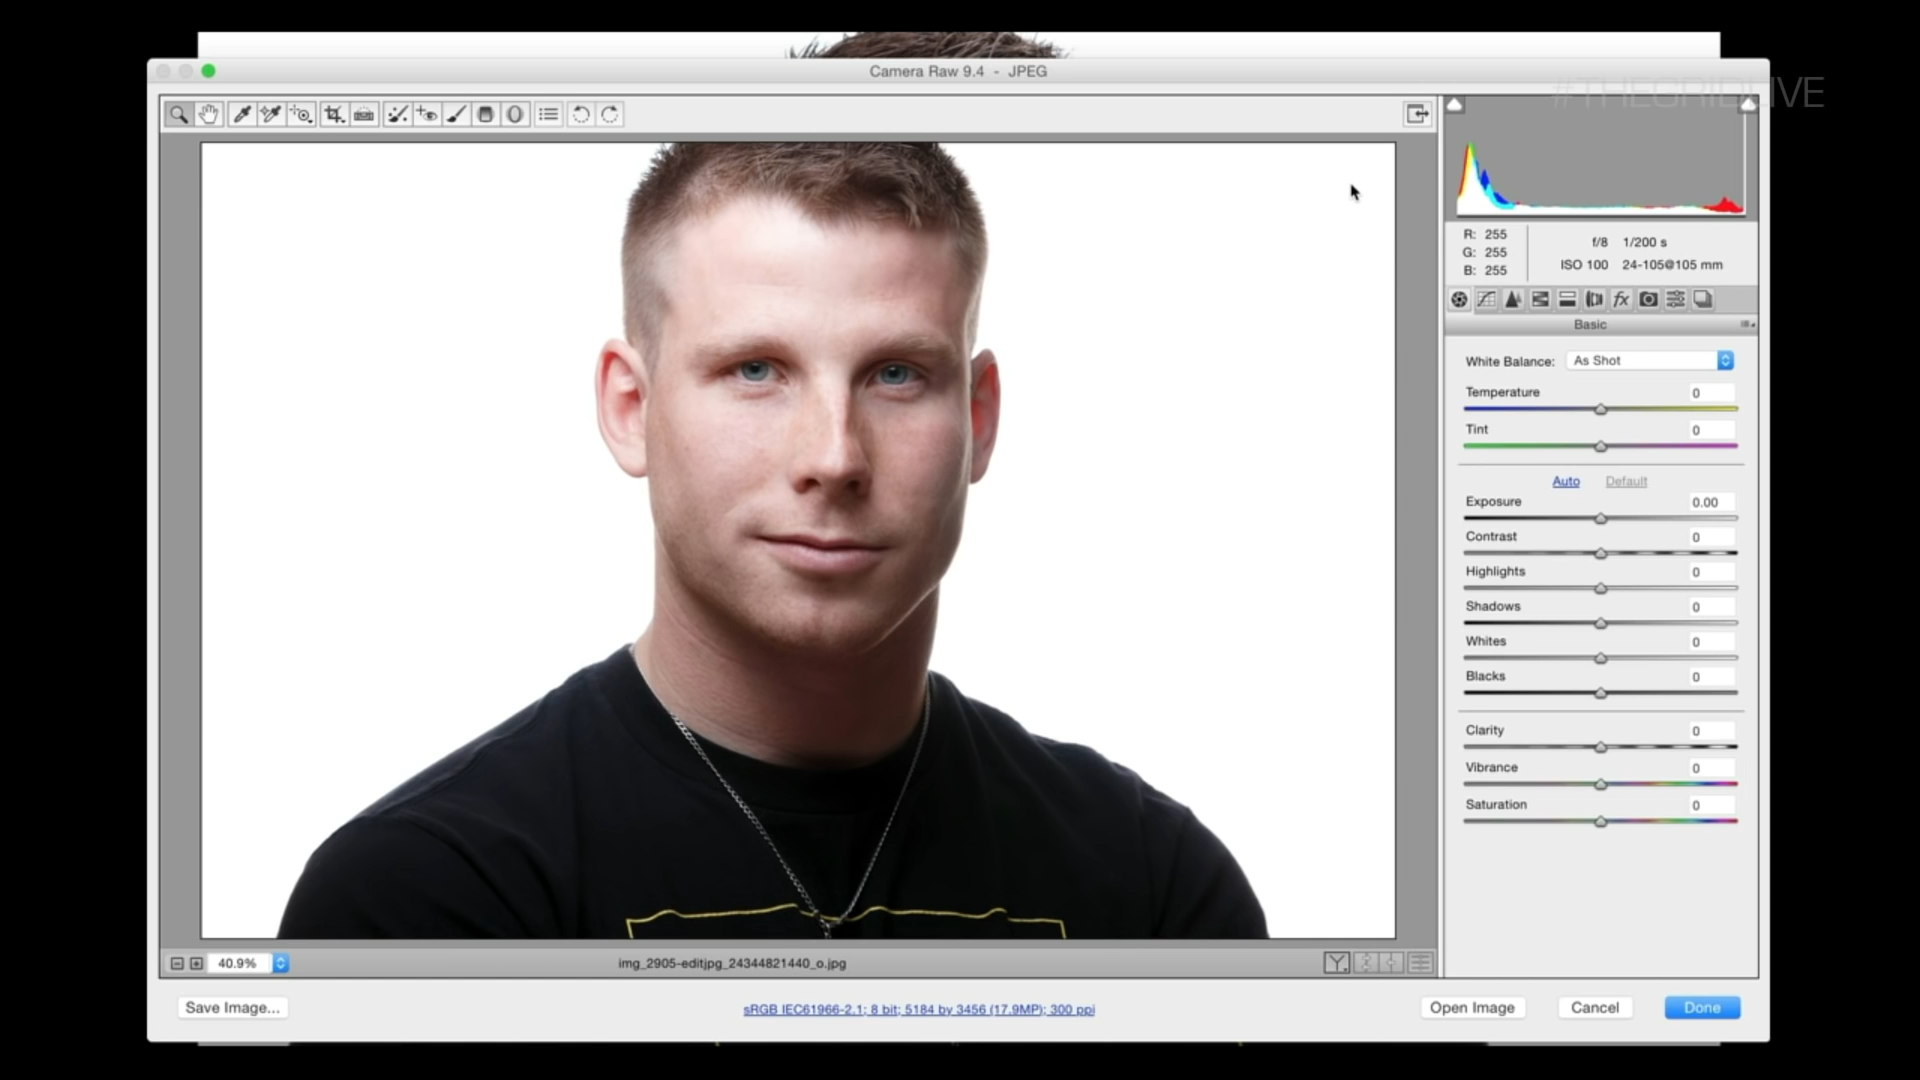 Camera Raw 9.4 - JPEG
#THEGRIDLIVE
R: 255
G: 255
B: 255
f/8 1/200 s
ISO 100 24-105@105 mm
fx
Basic
White Balance: As Shot
Temperature 0
Tint 0
Auto Default
Exposure 0.00
Contrast 0
Highlights 0
Shadows 0
Whites 0
Blacks 0
Clarity 0
Vibrance 0
Saturation 0
40.9%
img_2905-editjpg_24344821440_o.jpg
Y
Save Image...
sRGB IEC61966-2.1; 8 bit; 5184 by 3456 (17.9MP); 300 ppi
Open Image
Cancel
Done